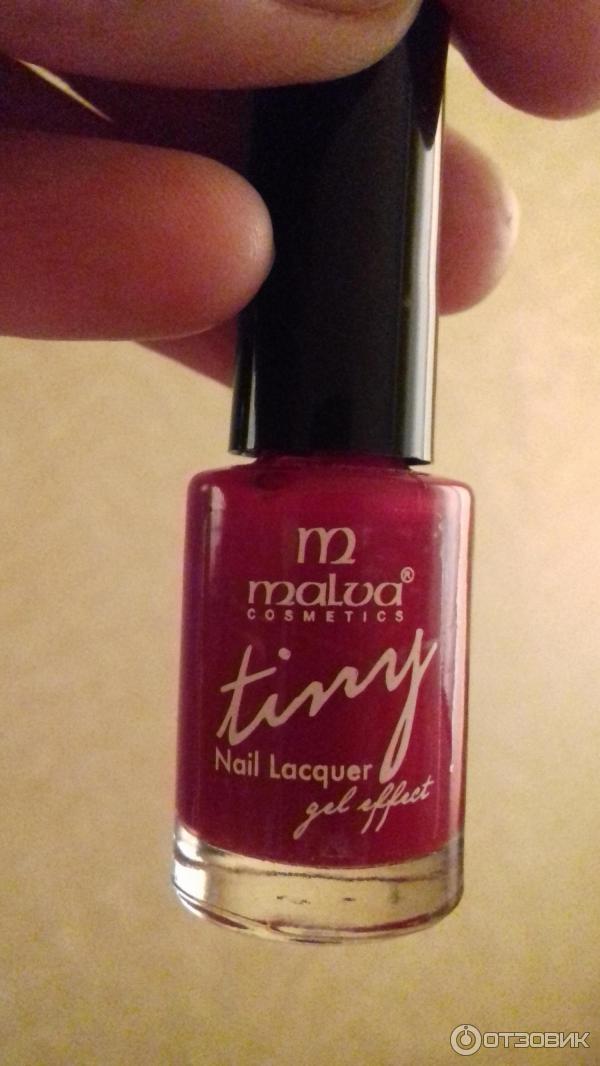 m
malva®
COSMETICS
tiny
Nail Lacquer
gel effect
ОТЗОВИК